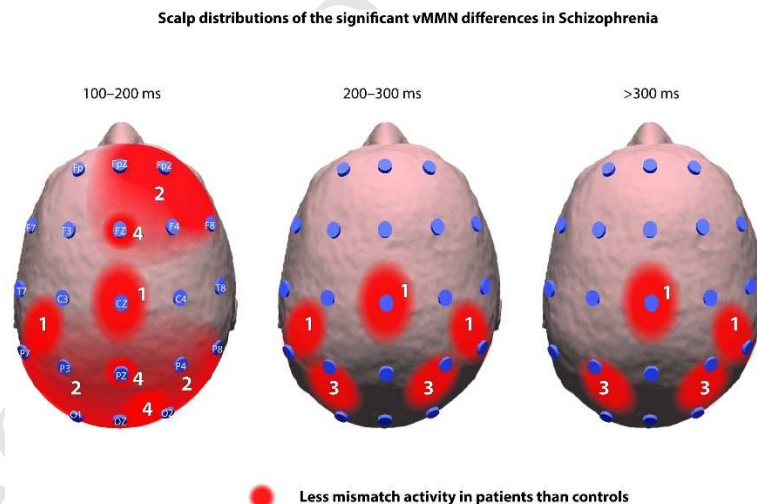 Scalp distributions of the significant vMMN differences in Schizophrenia
100–200 ms 200–300 ms >300 ms
Fp1 FpZ Fp2
2
F7 F3 FZ 4 F4 F8
T7 C3 CZ 1 C4 T8 1 1
1 1 1
P7 P3 PZ 4 P4 P8
2 4 2 3 3 3 3
O1 OZ O2
Less mismatch activity in patients than controls